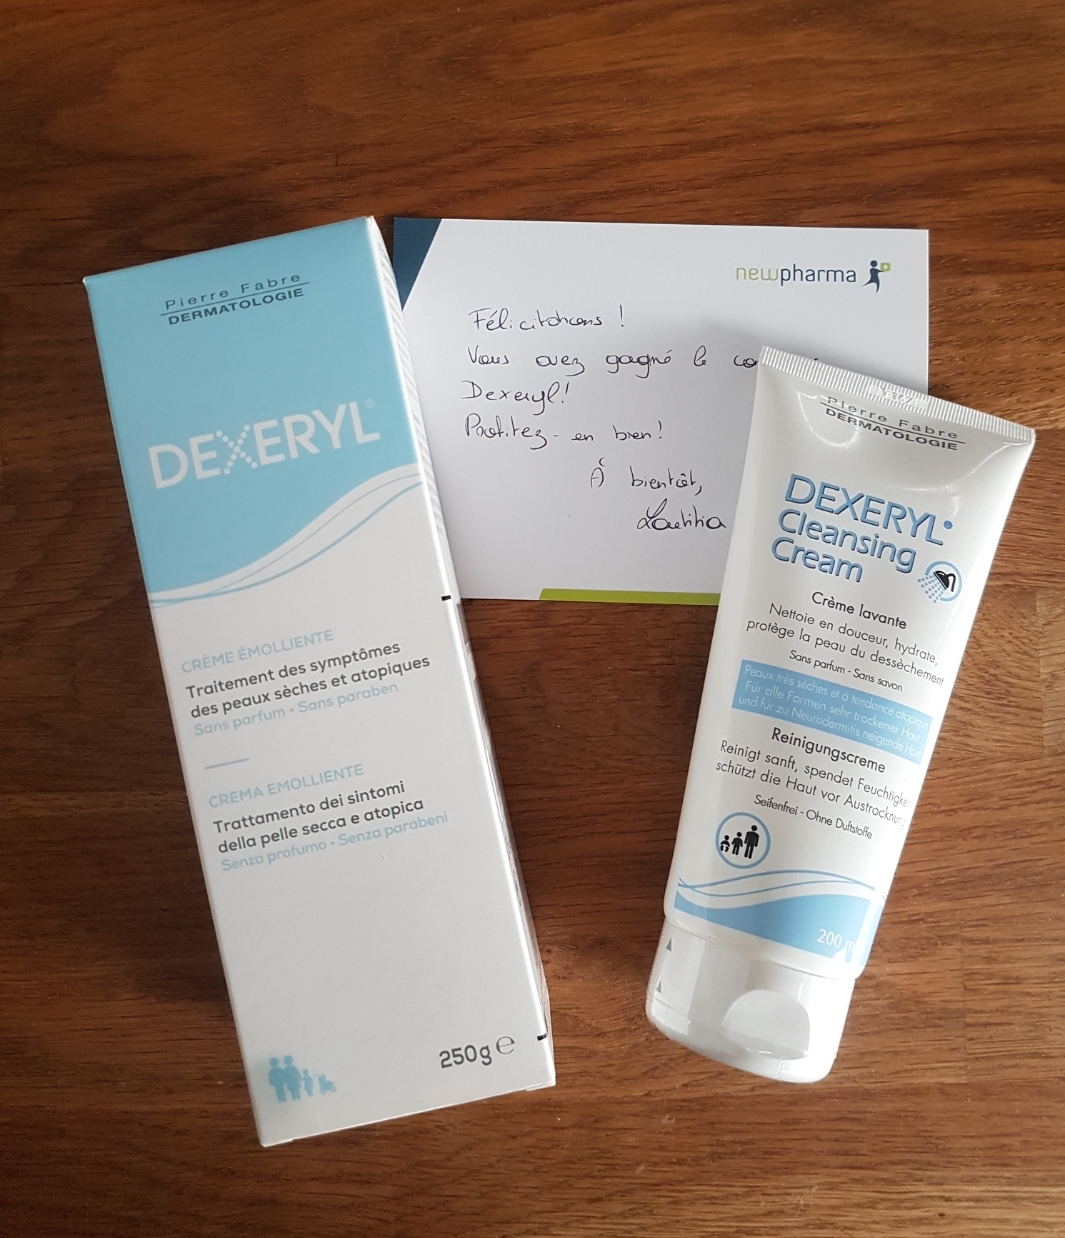 Pierre Fabre
DERMATOLOGIE
DEXERYL®
CRÈME ÉMOLLIENTE
Traitement des symptômes
des peaux sèches et atopiques
Sans parfum • Sans paraben
CREMA EMOLLIENTE
Trattamento dei sintomi
della pelle secca e atopica
Senza profumo • Senza parabeni
250g ℮
newpharma
Félicitations !
Vous avez gagné le
Dexeryl!
Profitez-en bien!
À bientôt,
Laetitia
Pierre Fabre
DERMATOLOGIE
DEXERYL®
Cleansing
Cream
Crème lavante
Nettoie en douceur, hydrate,
protège la peau du dessèchement
Sans parfum - Sans savon
Peaux très sèches et à tendance atopique
Für alle Formen sehr trockener Haut
und für zu Neurodermitis neigende Haut
Reinigungscreme
Reinigt sanft, spendet
schützt die Haut vor
Seifenfrei - Ohne Duftstoffe
200